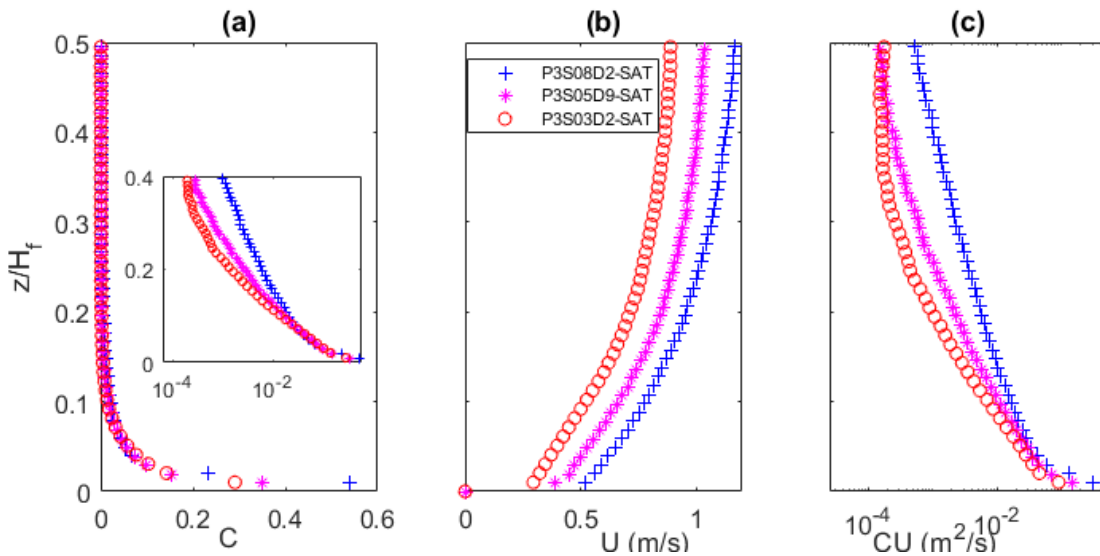 (a)
(b)
(c)
z/H_f
0.5
0.4
0.3
0.2
0.1
0
0
0.2
0.4
0.6
C
0.4
0.2
0
10^-4
10^-2
P3S08D2-SAT
P3S05D9-SAT
P3S03D2-SAT
0
0.5
1
U (m/s)
10^-4
10^-2
CU (m^2/s)